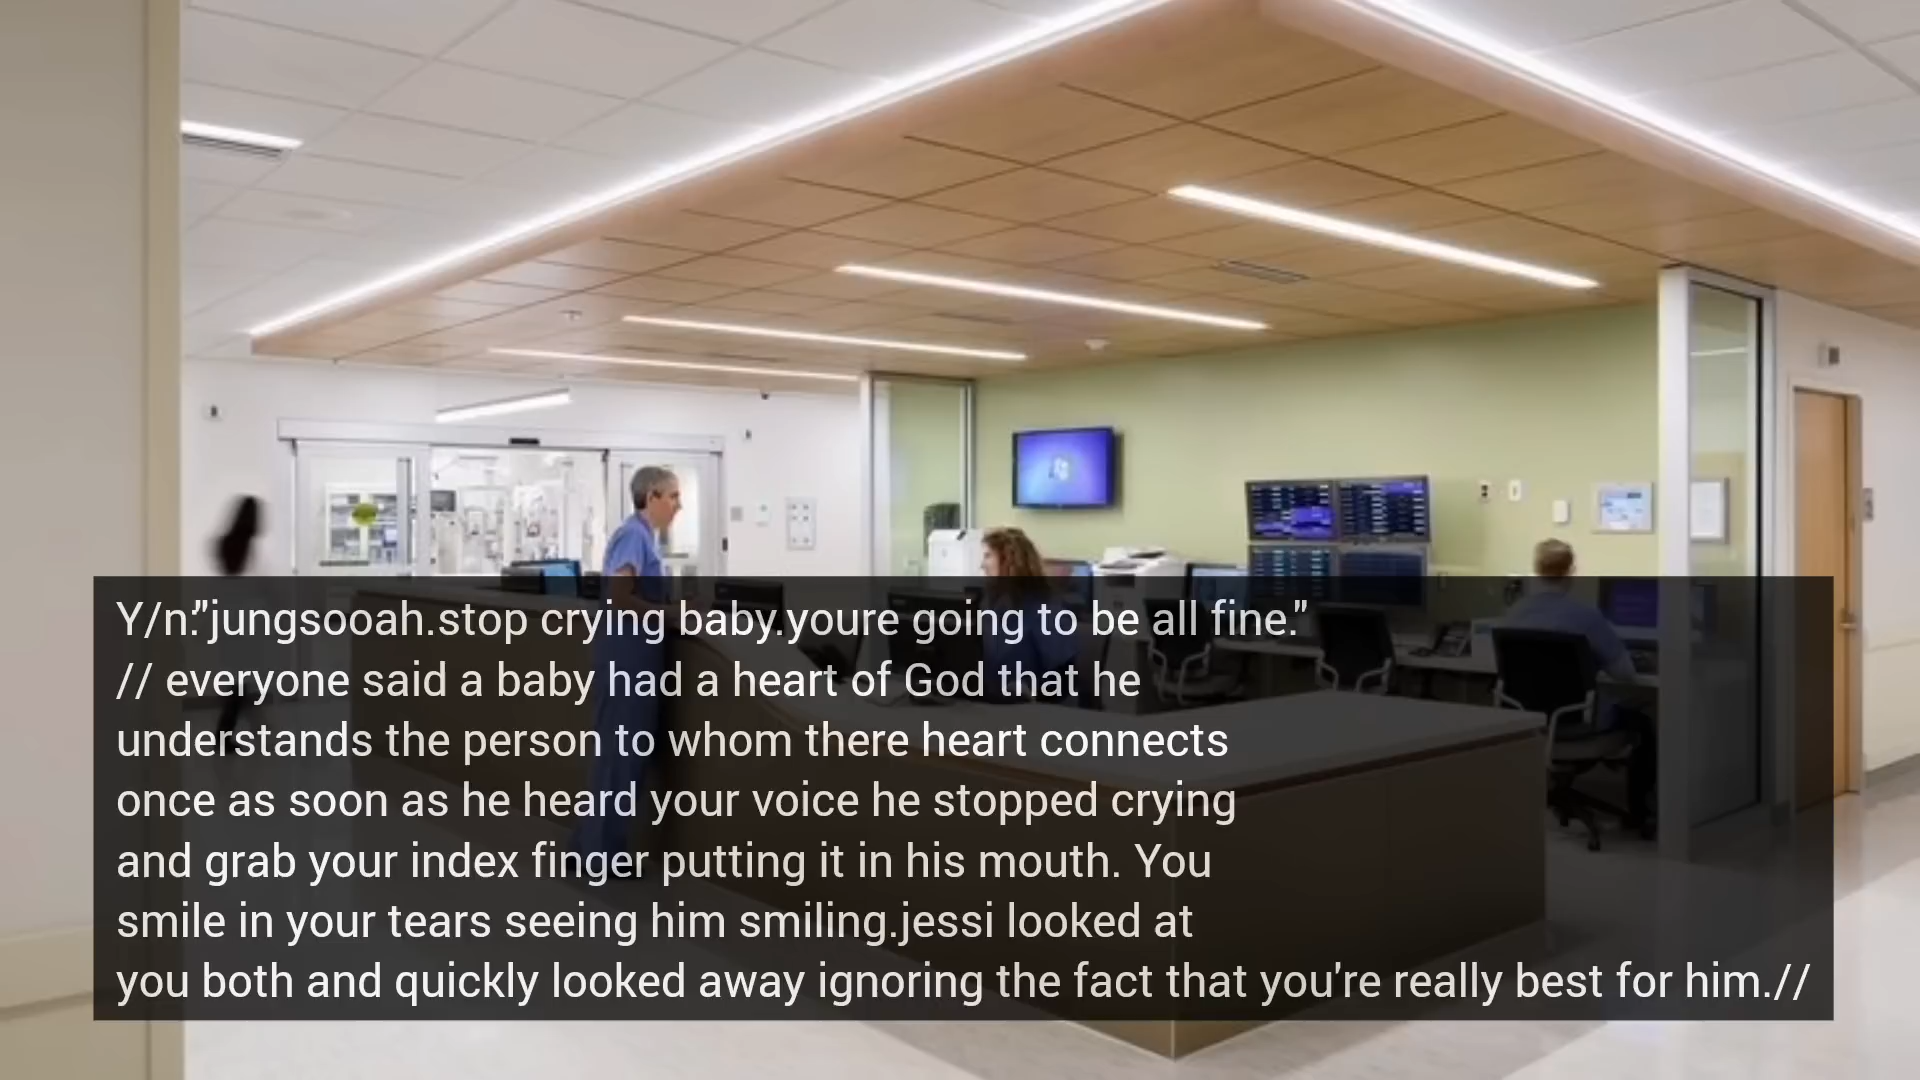 Y/n:"jungsooah.stop crying baby.youre going to be all fine."
// everyone said a baby had a heart of God that he
understands the person to whom there heart connects
once as soon as he heard your voice he stopped crying
and grab your index finger putting it in his mouth. You
smile in your tears seeing him smiling.jessi looked at
you both and quickly looked away ignoring the fact that you're really best for him.//